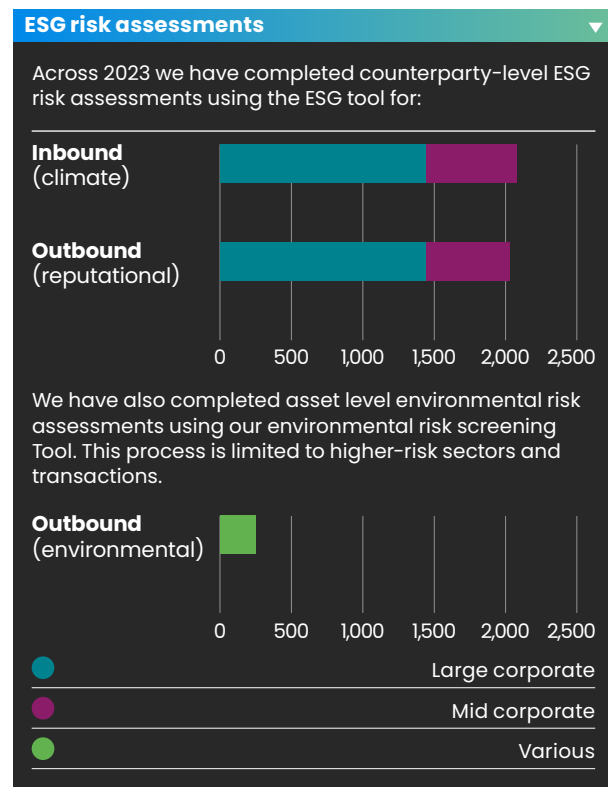 ESG risk assessments
Across 2023 we have completed counterparty-level ESG
risk assessments using the ESG tool for:
Inbound
(climate)
Outbound
(reputational)
0 500 1,000 1,500 2,000 2,500
We have also completed asset level environmental risk
assessments using our environmental risk screening
Tool. This process is limited to higher-risk sectors and
transactions.
Outbound
(environmental)
0 500 1,000 1,500 2,000 2,500
Large corporate
Mid corporate
Various